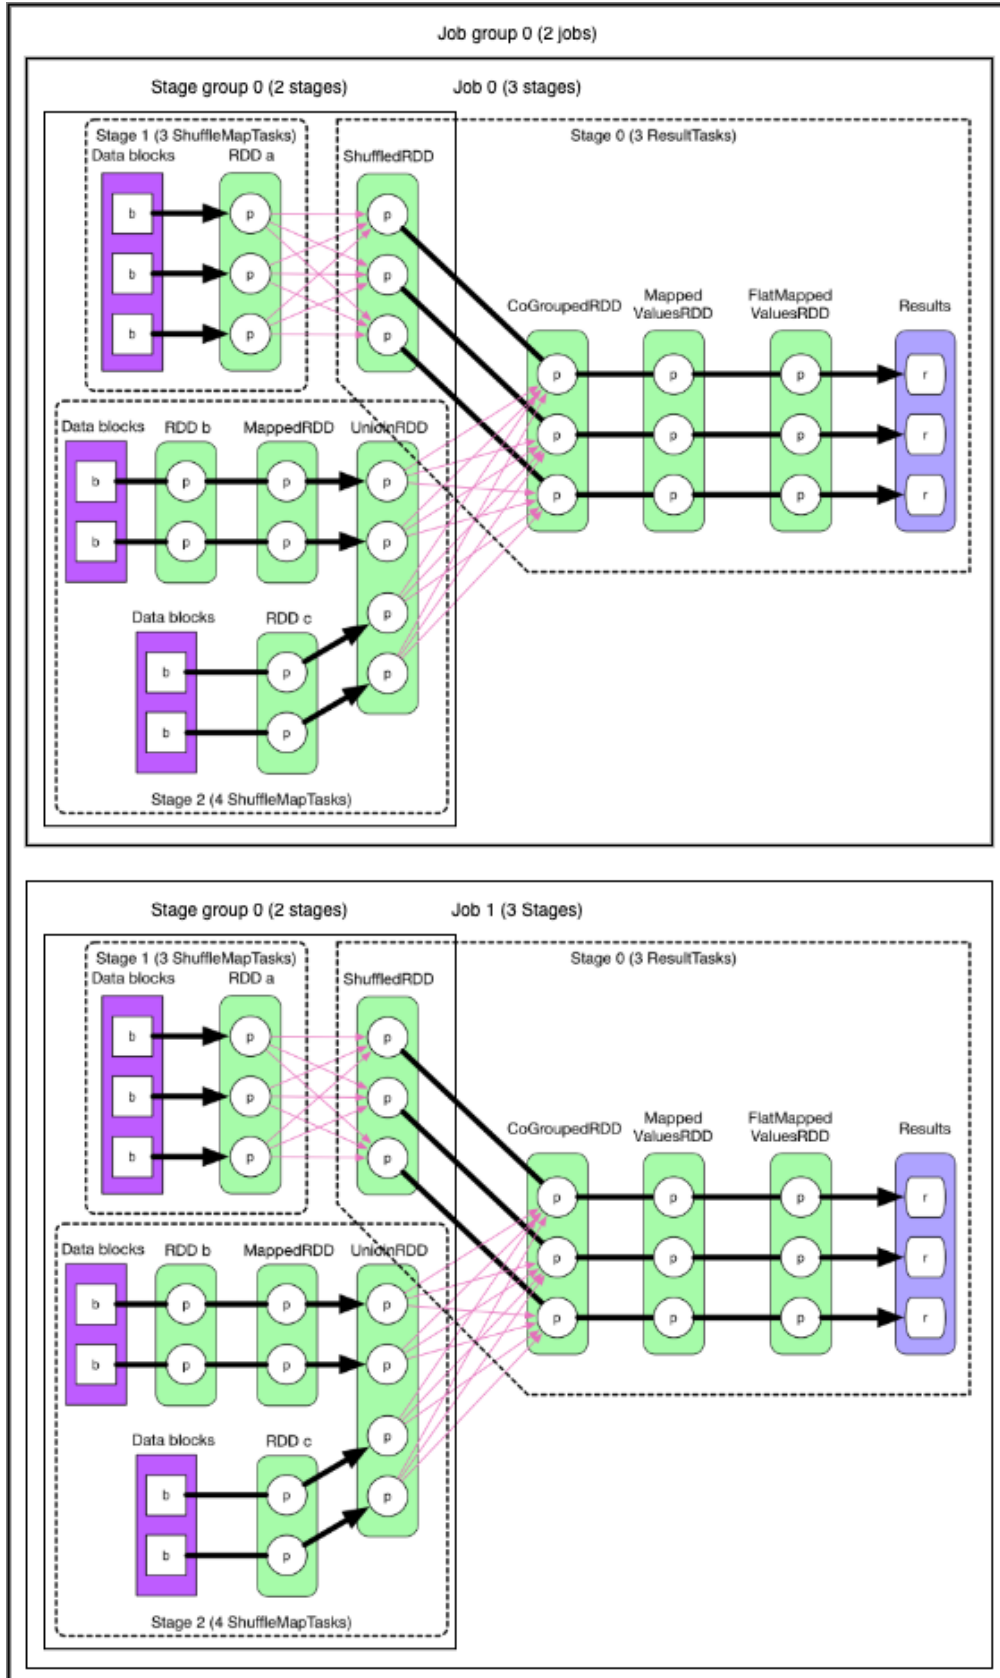 Job group 0 (2 jobs)
Stage group 0 (2 stages)
Job 0 (3 stages)
Stage 1 (3 ShuffleMapTasks)
Stage 0 (3 ResultTasks)
Data blocks
RDD a
ShuffledRDD
b
p
p
b
p
p
b
p
p
CoGroupedRDD
Mapped
ValuesRDD
FlatMapped
ValuesRDD
Results
p
p
p
r
p
p
p
r
p
p
p
r
Data blocks
RDD b
MappedRDD
UnionRDD
b
p
p
p
b
p
p
p
Data blocks
RDD c
p
b
p
p
b
p
Stage 2 (4 ShuffleMapTasks)
Stage group 0 (2 stages)
Job 1 (3 Stages)
Stage 1 (3 ShuffleMapTasks)
Stage 0 (3 ResultTasks)
Data blocks
RDD a
ShuffledRDD
b
p
p
b
p
p
b
p
p
CoGroupedRDD
Mapped
ValuesRDD
FlatMapped
ValuesRDD
Results
p
p
p
r
p
p
p
r
p
p
p
r
Data blocks
RDD b
MappedRDD
UnionRDD
b
p
p
p
b
p
p
p
Data blocks
RDD c
p
b
p
p
b
p
Stage 2 (4 ShuffleMapTasks)